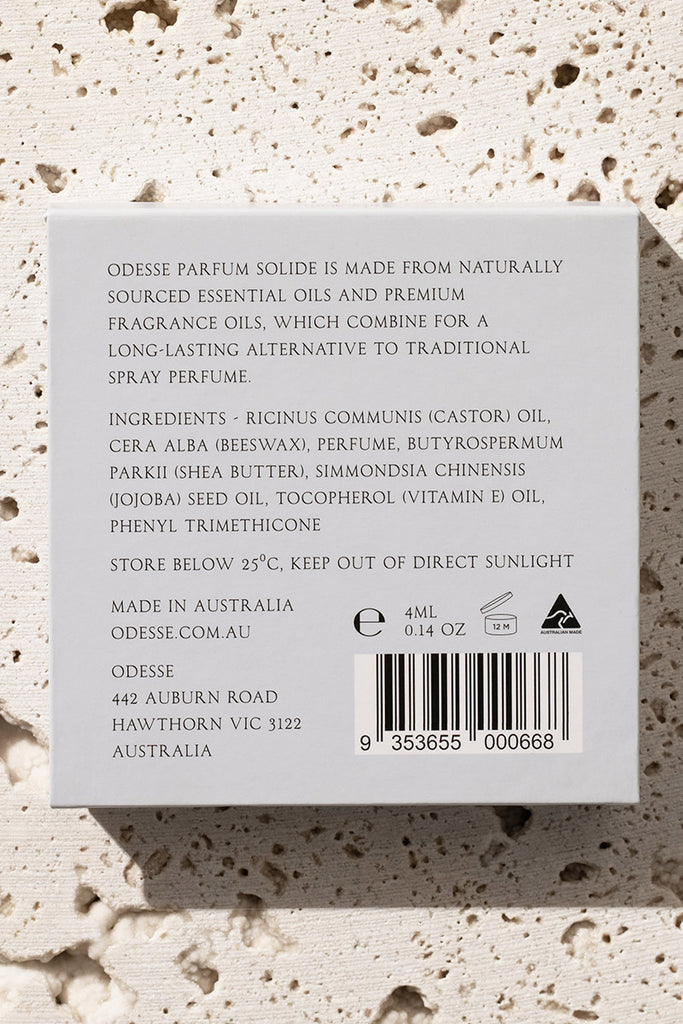 ODESSE PARFUM SOLIDE IS MADE FROM NATURALLY
SOURCED ESSENTIAL OILS AND PREMIUM
FRAGRANCE OILS, WHICH COMBINE FOR A
LONG-LASTING ALTERNATIVE TO TRADITIONAL
SPRAY PERFUME.
INGREDIENTS - RICINUS COMMUNIS (CASTOR) OIL,
CERA ALBA (BEESWAX), PERFUME, BUTYROSPERMUM
PARKII (SHEA BUTTER), SIMMONDSIA CHINENSIS
(JOJOBA) SEED OIL, TOCOPHEROL (VITAMIN E) OIL,
PHENYL TRIMETHICONE
STORE BELOW 25⁰C, KEEP OUT OF DIRECT SUNLIGHT
MADE IN AUSTRALIA
ODESSE.COM.AU
ODESSE
442 AUBURN ROAD
HAWTHORN VIC 3122
AUSTRALIA
℮
4ML
0.14 OZ
12 M
AUSTRALIAN MADE
9 353655 000668